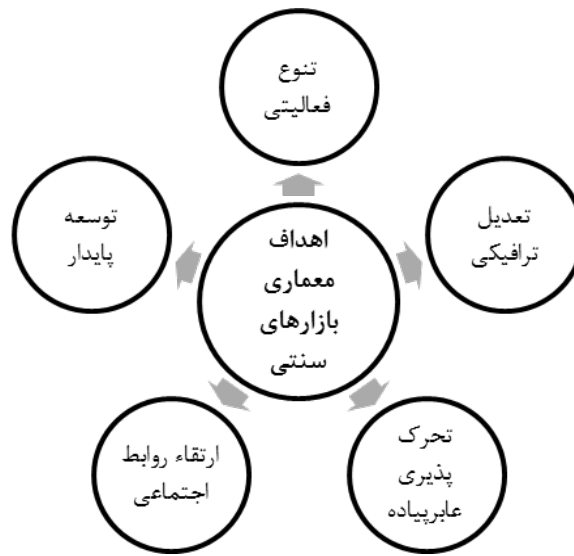 تنوع
فعالیتی
تعدیل
ترافیکی
توسعه
پایدار
اهداف
معماری
بازارهای
سنتی
تحرک
پذیری
عابرپیاده
ارتقاء روابط
اجتماعی